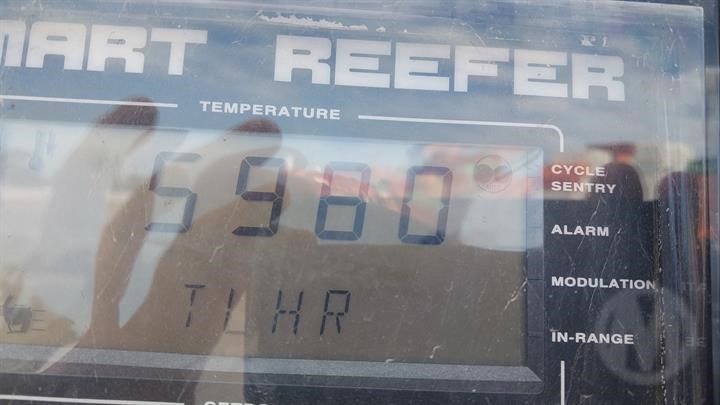 MART REEFER
TEMPERATURE
5980
CYCLE
SENTRY
ALARM
TLHR
MODULATION
IN-RANGE